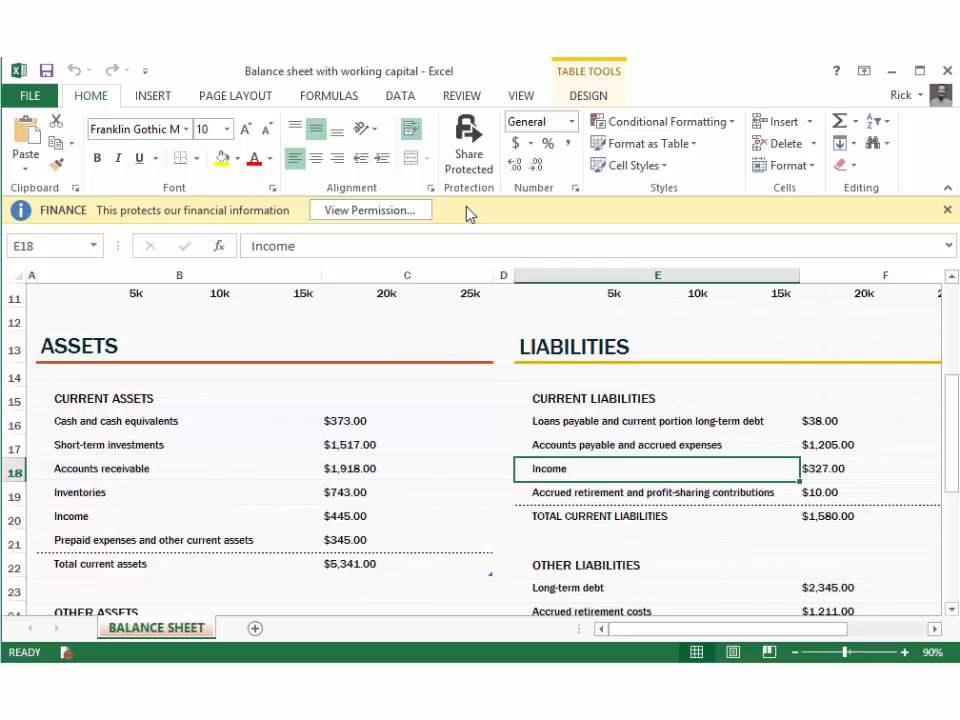 Balance sheet with working capital - Excel
TABLE TOOLS
?
FILE HOME INSERT PAGE LAYOUT FORMULAS DATA REVIEW VIEW DESIGN Rick
Paste
Franklin Gothic M 10
B I U A
Share Protected
General
$ % ,
Conditional Formatting
Format as Table
Cell Styles
Insert
Delete
Format
Clipboard Font Alignment Protection Number Styles Cells Editing
FINANCE This protects our financial information View Permission...
E18 fx Income
A B C D E F
11 5k 10k 15k 20k 25k 5k 10k 15k 20k
12
13 ASSETS LIABILITIES
14
15 CURRENT ASSETS CURRENT LIABILITIES
16 Cash and cash equivalents $373.00 Loans payable and current portion long-term debt $38.00
17 Short-term investments $1,517.00 Accounts payable and accrued expenses $1,205.00
18 Accounts receivable $1,918.00 Income $327.00
19 Inventories $743.00 Accrued retirement and profit-sharing contributions $10.00
20 Income $445.00 TOTAL CURRENT LIABILITIES $1,580.00
21 Prepaid expenses and other current assets $345.00
22 Total current assets $5,341.00 OTHER LIABILITIES
23 Long-term debt $2,345.00
OTHER ASSETS Accrued retirement costs $1,211.00
BALANCE SHEET
READY 90%